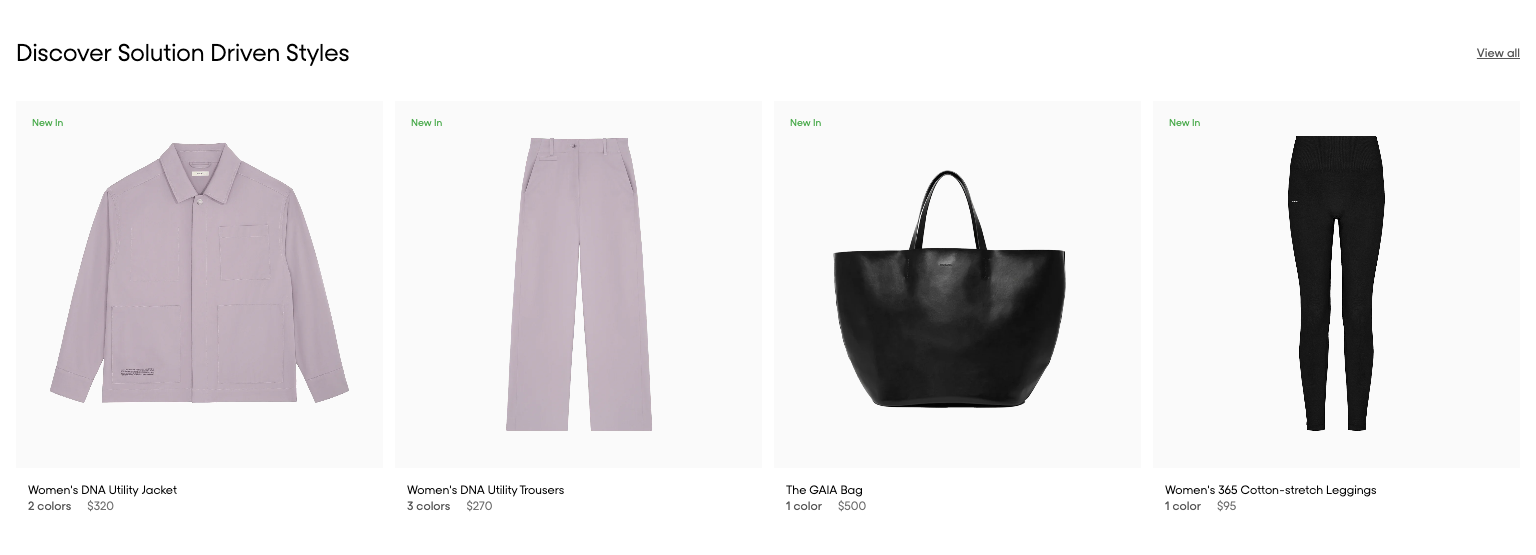 Discover Solution Driven Styles
View all
New In
New In
New In
New In
Women's DNA Utility Jacket
2 colors $320
Women's DNA Utility Trousers
3 colors $270
The GAIA Bag
1 color $500
Women's 365 Cotton-stretch Leggings
1 color $95